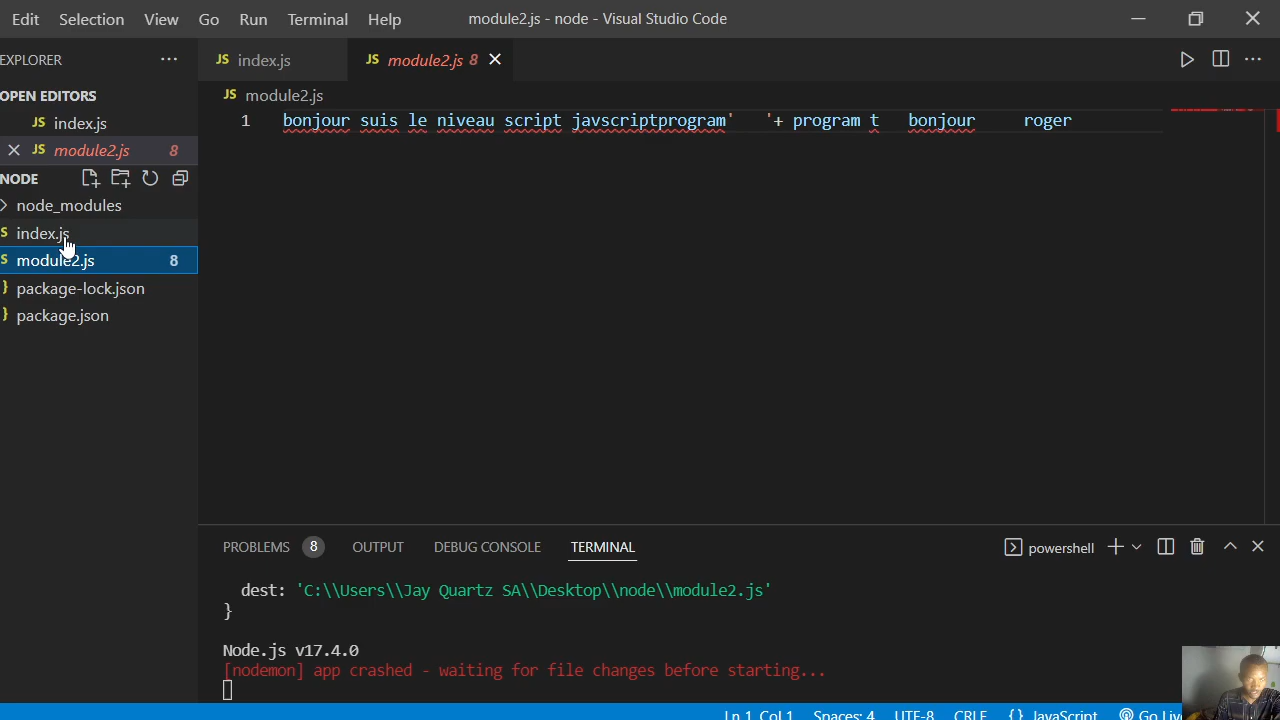 Edit Selection View Go Run Terminal Help module2.js - node - Visual Studio Code
EXPLORER ...
JS index.js JS module2.js 8
OPEN EDITORS
JS module2.js
JS index.js
1 bonjour suis le niveau script javscriptprogram' '+ program t bonjour roger
JS module2.js 8
NODE
node_modules
index.js
module2.js 8
package-lock.json
package.json
PROBLEMS 8 OUTPUT DEBUG CONSOLE TERMINAL powershell
dest: 'C:\\Users\\Jay Quartz SA\\Desktop\\node\\module2.js'
}
Node.js v17.4.0
[nodemon] app crashed - waiting for file changes before starting...
Ln 1, Col 1 Spaces: 4 UTF-8 CRLF {} JavaScript Go Liv